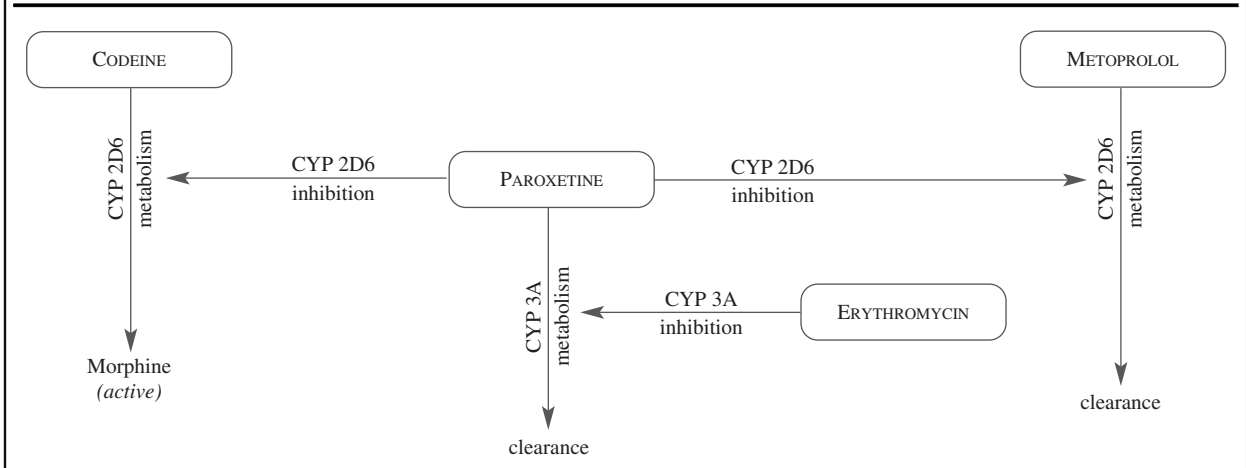 CODEINE
METOPROLOL
CYP 2D6
metabolism
CYP 2D6
inhibition
PAROXETINE
CYP 2D6
inhibition
CYP 2D6
metabolism
CYP 3A
metabolism
CYP 3A
inhibition
ERYTHROMYCIN
Morphine
(active)
clearance
clearance